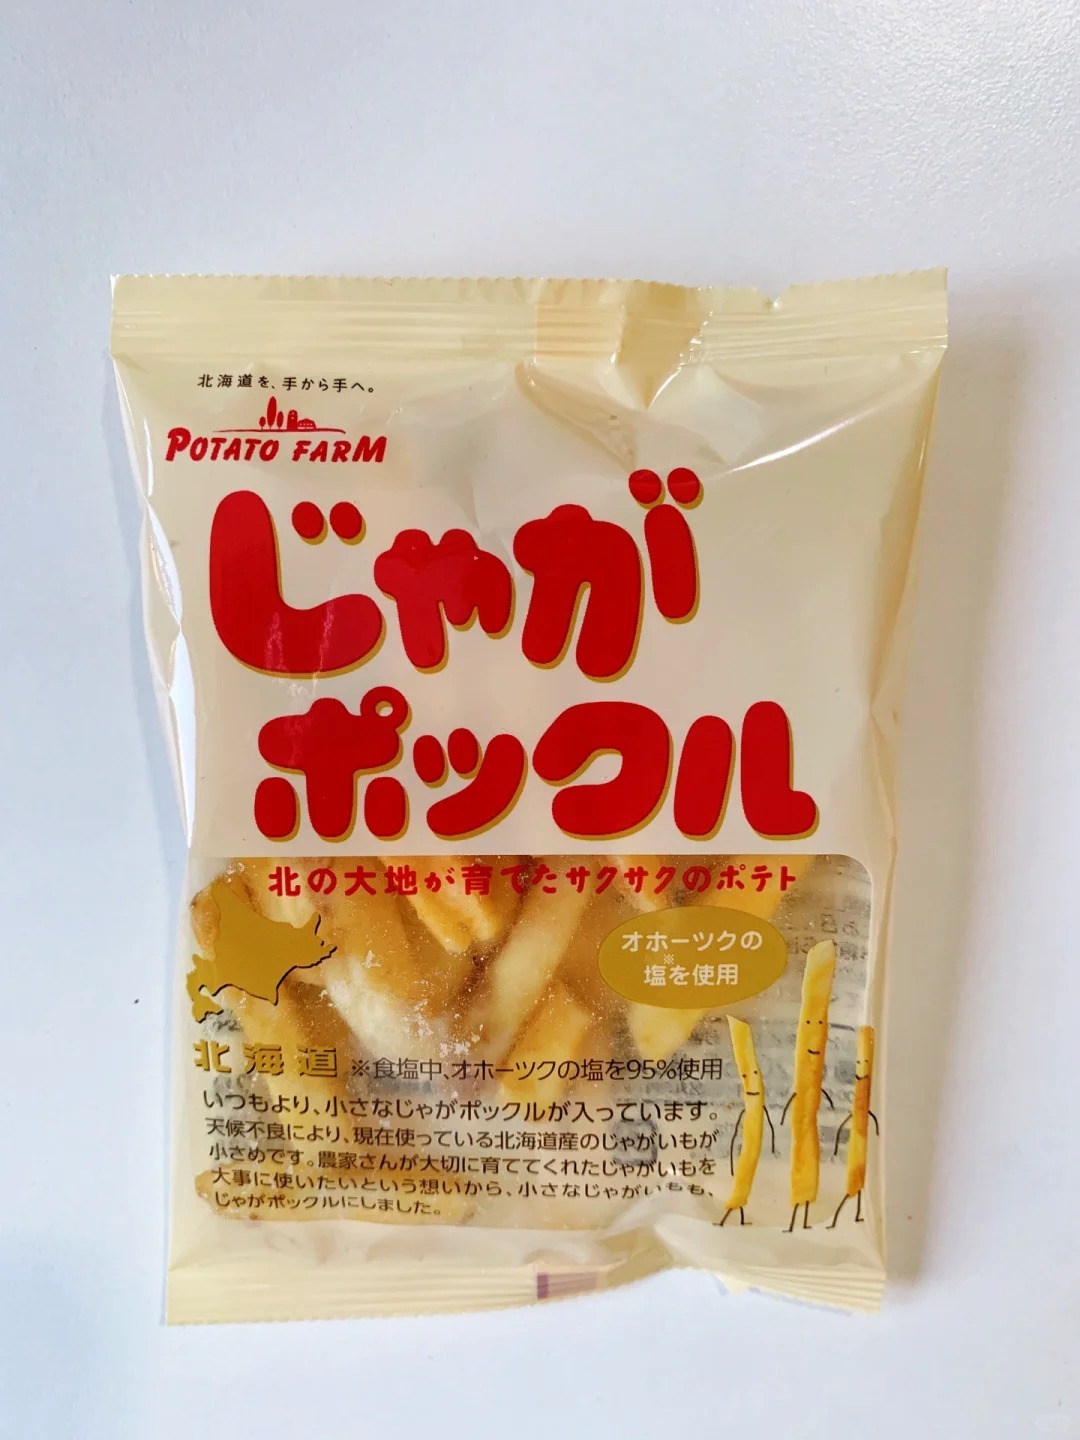 北海道を、手から手へ。
POTATO FARM
じゃが
ポックル
北の大地が育てたサクサクのポテト
オホーツクの
※
塩を使用
北海道 ※食塩中、オホーツクの塩を95%使用
いつもより、小さなじゃがポックルが入っています。
天候不良により、現在使っている北海道産のじゃがいもが
小さめです。農家さんが大切に育ててくれたじゃがいもを
大事に使いたいという想いから、小さなじゃがいもも、
じゃがポックルにしました。